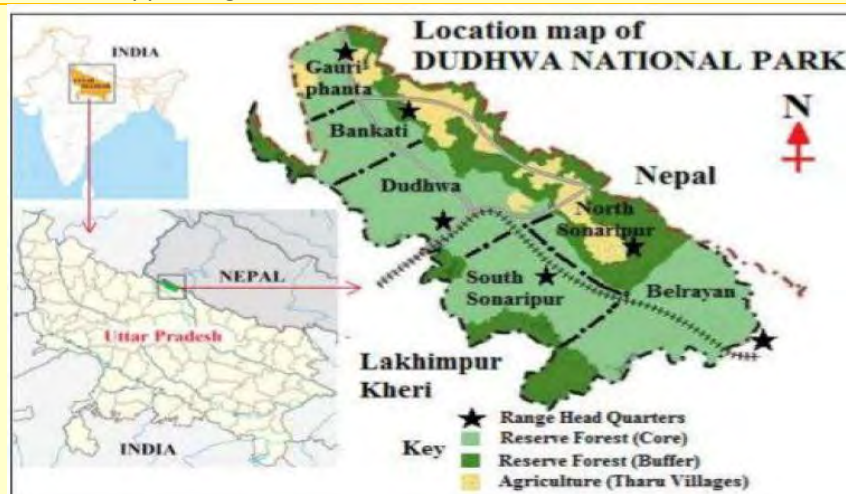 INDIA
Location map of
DUDHWA NATIONAL PARK
Gauri
phanta
Bankati
Dudhwa
N
Nepal
North
Sonaripur
South
Sonaripur
Belrayan
NEPAL
Uttar Pradesh
INDIA
Lakhimpur
Kheri
Key
Range Head Quarters
Reserve Forest (Core)
Reserve Forest (Buffer)
Agriculture (Tharu Villages)